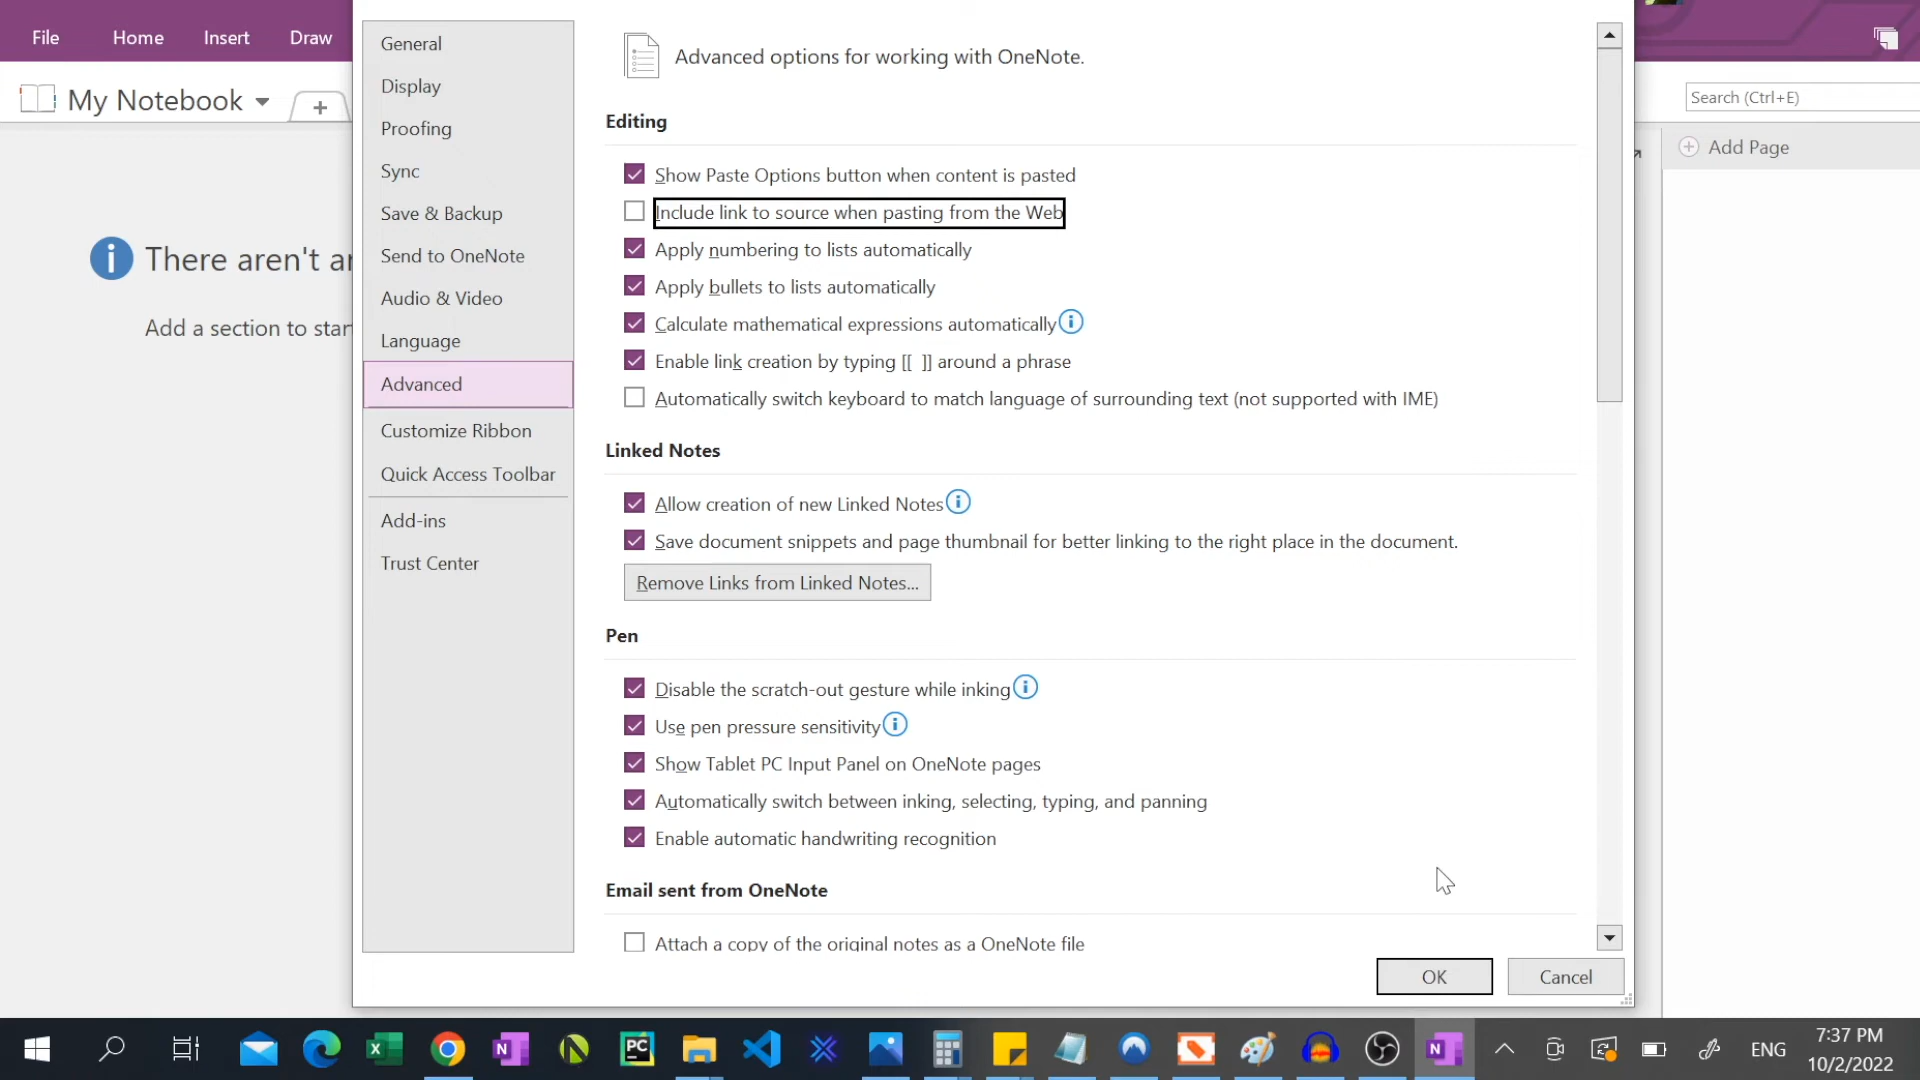 File
Home
Insert
Draw
My Notebook
There aren't ar
Add a section to star
General
Display
Proofing
Sync
Save & Backup
Send to OneNote
Audio & Video
Language
Advanced
Customize Ribbon
Quick Access Toolbar
Add-ins
Trust Center
Advanced options for working with OneNote.
Editing
Show Paste Options button when content is pasted
Include link to source when pasting from the Web
Apply numbering to lists automatically
Apply bullets to lists automatically
Calculate mathematical expressions automatically
Enable link creation by typing [[ ]] around a phrase
Automatically switch keyboard to match language of surrounding text (not supported with IME)
Linked Notes
Allow creation of new Linked Notes
Save document snippets and page thumbnail for better linking to the right place in the document.
Remove Links from Linked Notes...
Pen
Disable the scratch-out gesture while inking
Use pen pressure sensitivity
Show Tablet PC Input Panel on OneNote pages
Automatically switch between inking, selecting, typing, and panning
Enable automatic handwriting recognition
Email sent from OneNote
Attach a copy of the original notes as a OneNote file
OK
Cancel
Search (Ctrl+E)
Add Page
ENG
7:37 PM
10/2/2022